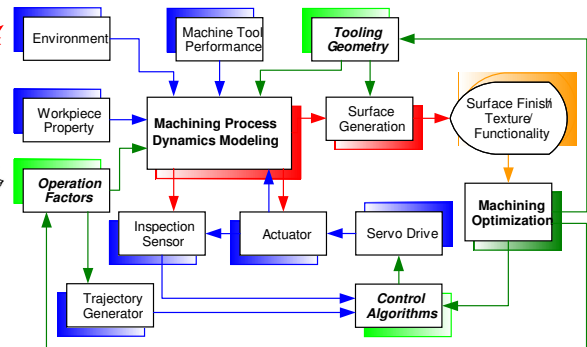 Environment
Machine Tool
Performance
Tooling
Geometry
Workpiece
Property
Machining Process
Dynamics Modeling
Surface
Generation
Surface Finish
Texture/
Functionality
Operation
Factors
Inspection
Sensor
Actuator
Servo Drive
Machining
Optimization
Trajectory
Generator
Control
Algorithms